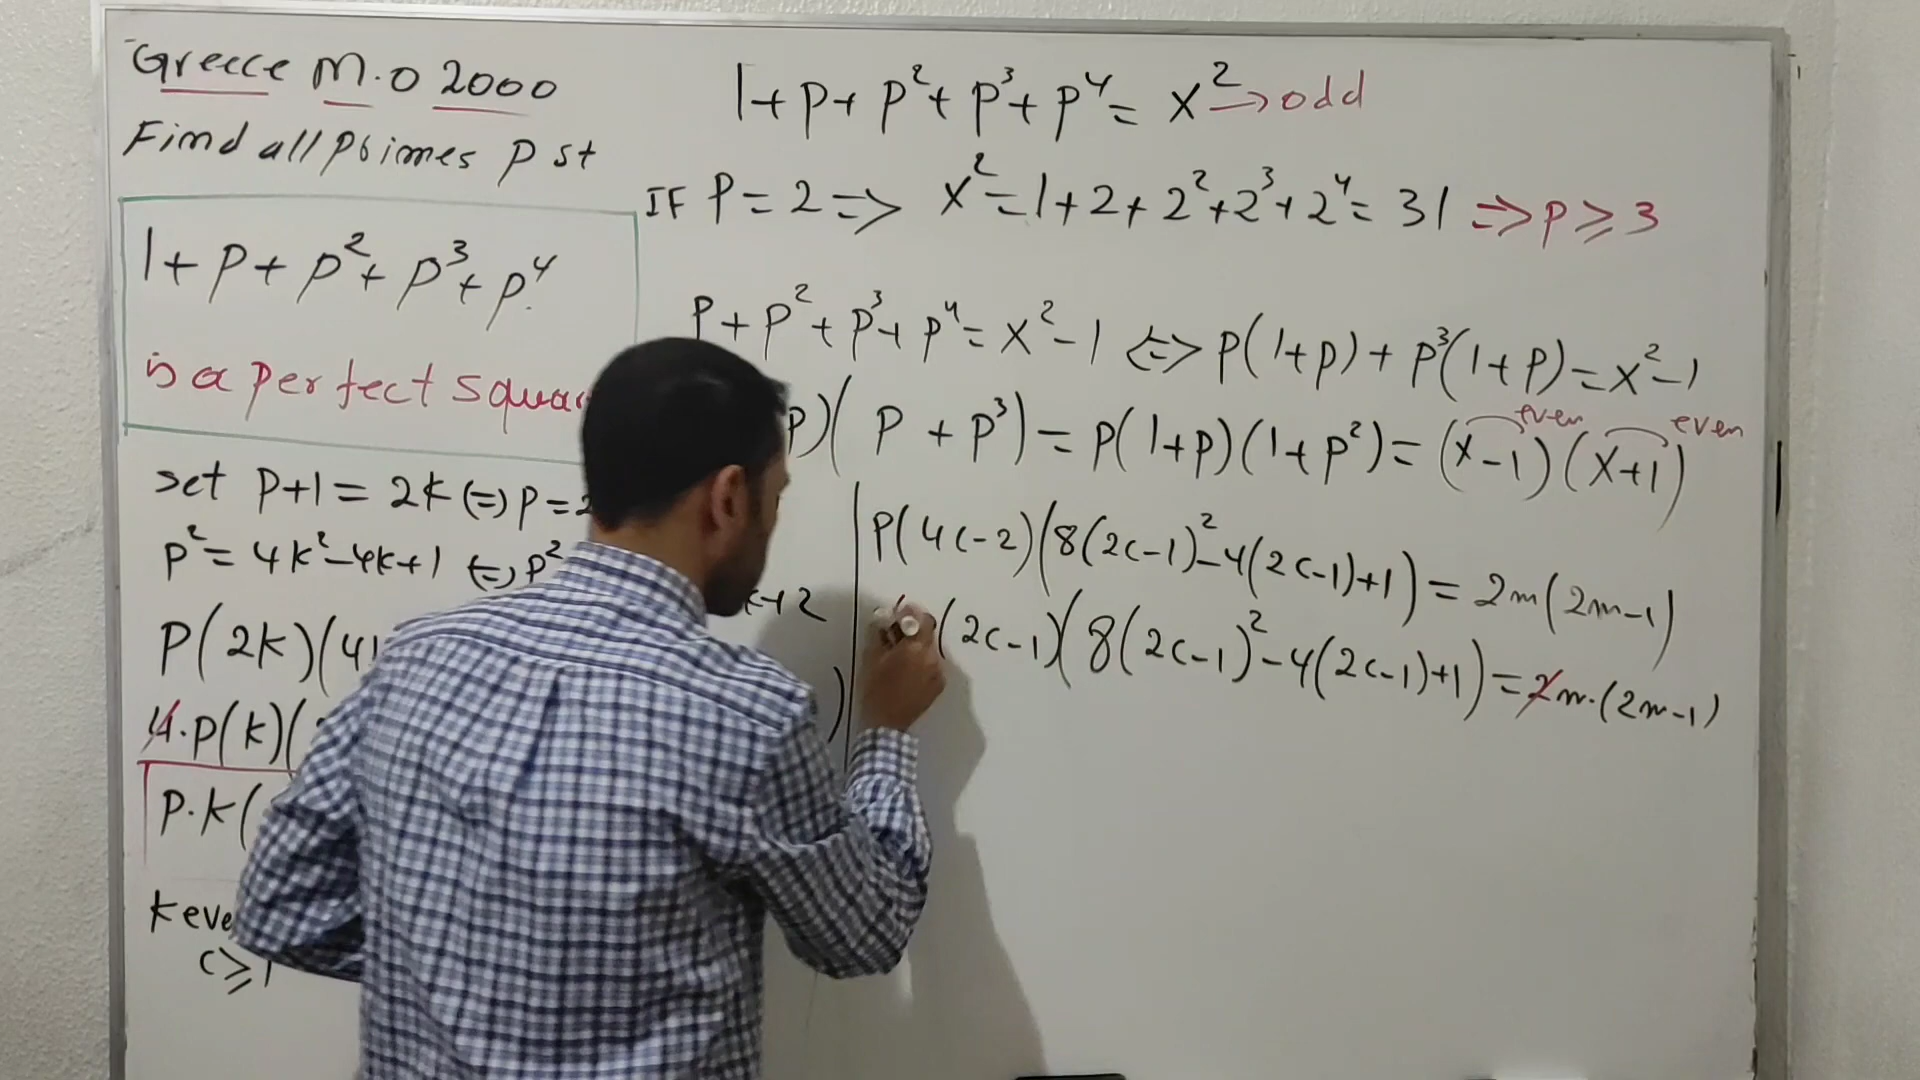 Greece M.O 2000
Find all primes P st
1+P+P²+P³+P⁴
is a perfect squar
set P+1=2k (=) P=2
P²=4k²-4k+1 (=) P²
k+2
P(2k)(4
4.P(k)(
P.k(
k eve
c≥1
1+P+P²+P³+P⁴=x²→odd
IF P=2=> x²=1+2+2²+2³+2⁴=31 =>P≥3
P+P²+P³+P⁴=x²-1 <=> P(1+P)+P³(1+P)=x²-1
P)(P+P³)=P(1+P)(1+P²)=(x-1)(x+1)
even even
P(4c-2)(8(2c-1)²-4(2c-1)+1)=2m(2m-1)
(2c-1)(8(2c-1)²-4(2c-1)+1)=2m.(2m-1)